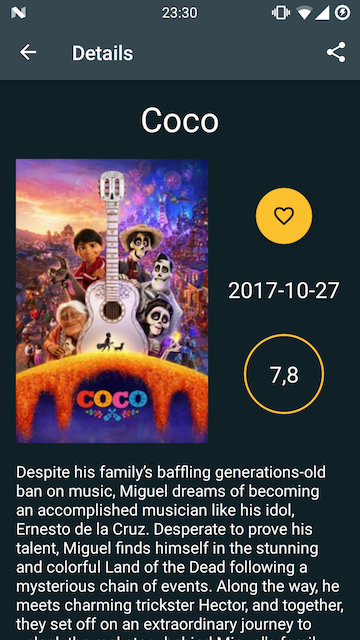 23:30
Details
Coco
COCO
2017-10-27
7,8
Despite his family's baffling generations-old
ban on music, Miguel dreams of becoming
an accomplished musician like his idol,
Ernesto de la Cruz. Desperate to prove his
talent, Miguel finds himself in the stunning
and colorful Land of the Dead following a
mysterious chain of events. Along the way, he
meets charming trickster Hector, and together,
they set off on an extraordinary journey to